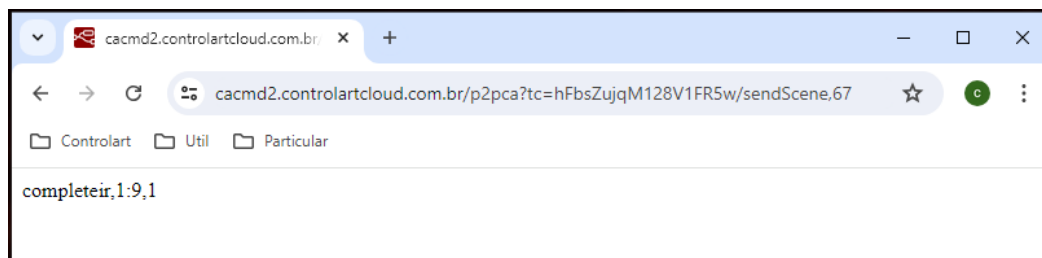 cacmd2.controlartcloud.com.br/
cacmd2.controlartcloud.com.br/p2pca?tc=hFbsZujqM128V1FR5w/sendScene,67
C
Controlart Util Particular
completeir,1:9,1